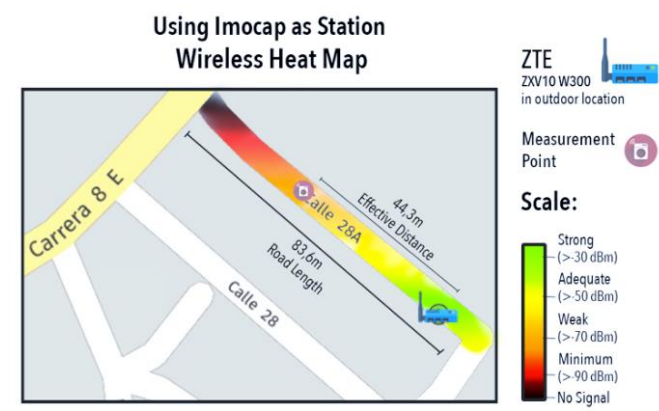 Using Imocap as Station
Wireless Heat Map
ZTE
ZXV10 W300
in outdoor location
Measurement
Point
Scale:
Strong
(>-30 dBm)
Adequate
(>-50 dBm)
Weak
(>-70 dBm)
Minimum
(>-90 dBm)
No Signal
Carrera 8 E
Calle 28A
44,3m
Effective Distance
83,6m
Road Length
Calle 28